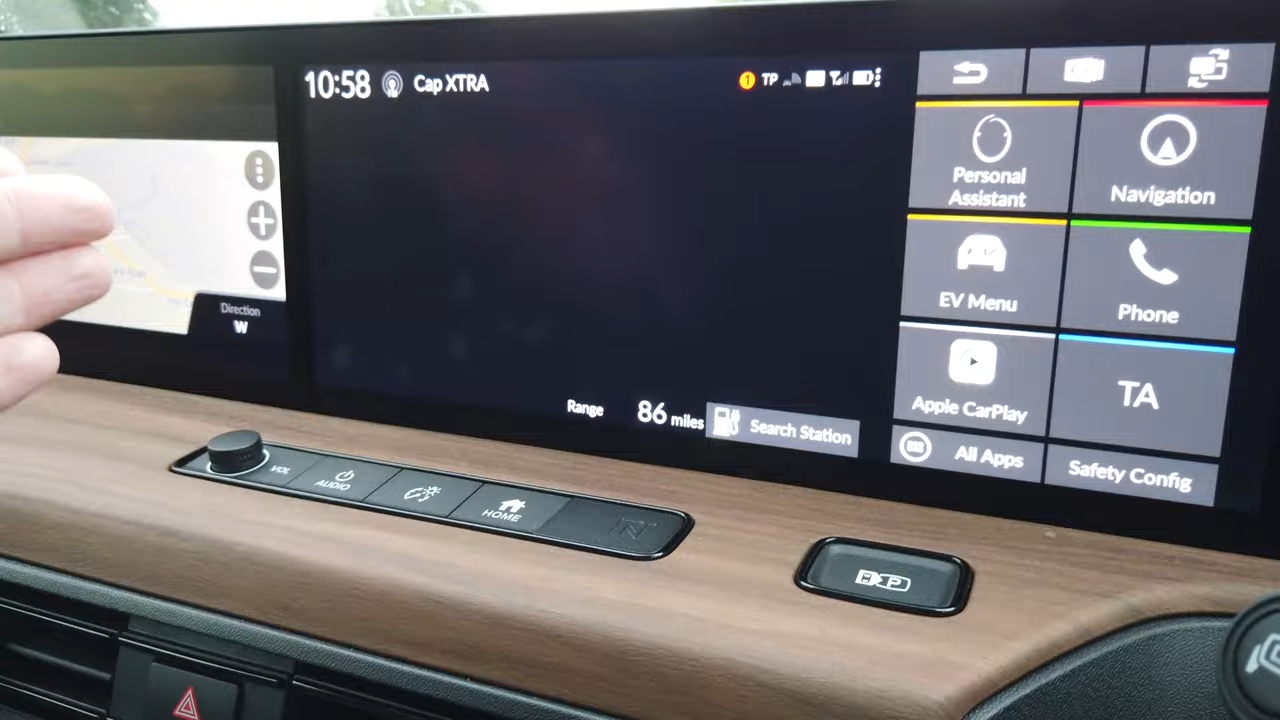 10:58 Cap XTRA
1 TP
Personal
Assistant
Navigation
EV Menu
Phone
Apple CarPlay
TA
All Apps
Safety Config
Direction
W
Range 86 miles
Search Station
VOL
AUDIO
HOME
A P